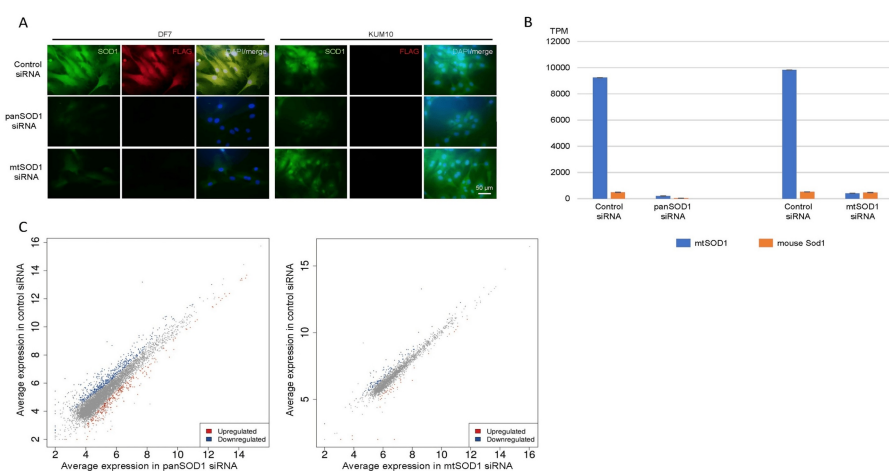 A
DF7
KUM10
SOD1
FLAG
DAPI/merge
SOD1
FLAG
DAPI/merge
Control
siRNA
panSOD1
siRNA
mtSOD1
siRNA
50 μm
B
TPM
12000
10000
8000
6000
4000
2000
0
Control
siRNA
panSOD1
siRNA
Control
siRNA
mtSOD1
siRNA
mtSOD1
mouse Sod1
C
Average expression in control siRNA
16
14
12
10
8
6
4
2
2 4 6 8 10 12 14
Upregulated
Downregulated
Average expression in panSOD1 siRNA
Average expression in control siRNA
15
10
5
2 4 6 8 10 12 14 16
Upregulated
Downregulated
Average expression in mtSOD1 siRNA